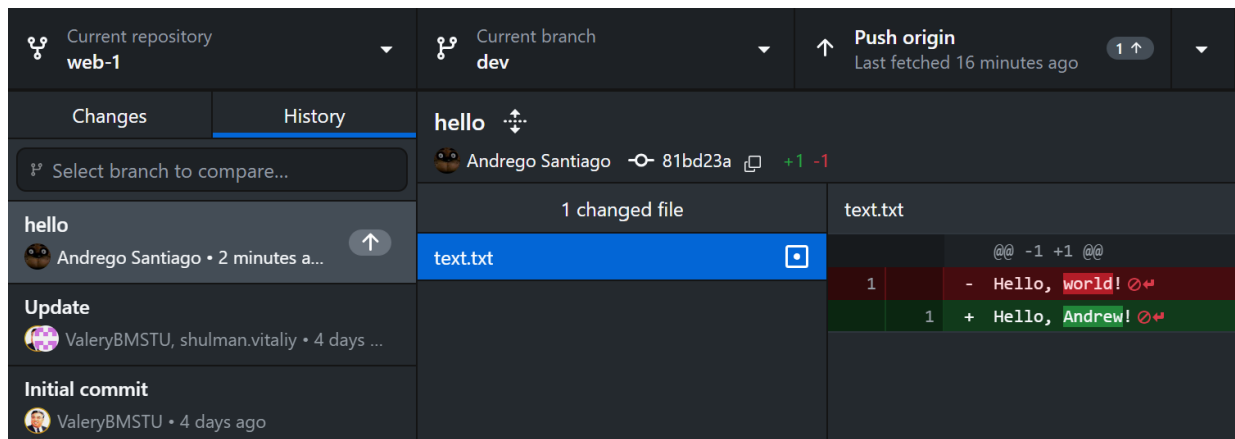 Current repository
web-1
Current branch
dev
Push origin
Last fetched 16 minutes ago
1
Changes
History
Select branch to compare...
hello
Andrego Santiago • 2 minutes a...
Update
ValeryBMSTU, shulman.vitaliy • 4 days ...
Initial commit
ValeryBMSTU • 4 days ago
hello
Andrego Santiago 81bd23a +1 -1
1 changed file
text.txt
text.txt
@@ -1 +1 @@
1 - Hello, world!
1 + Hello, Andrew!